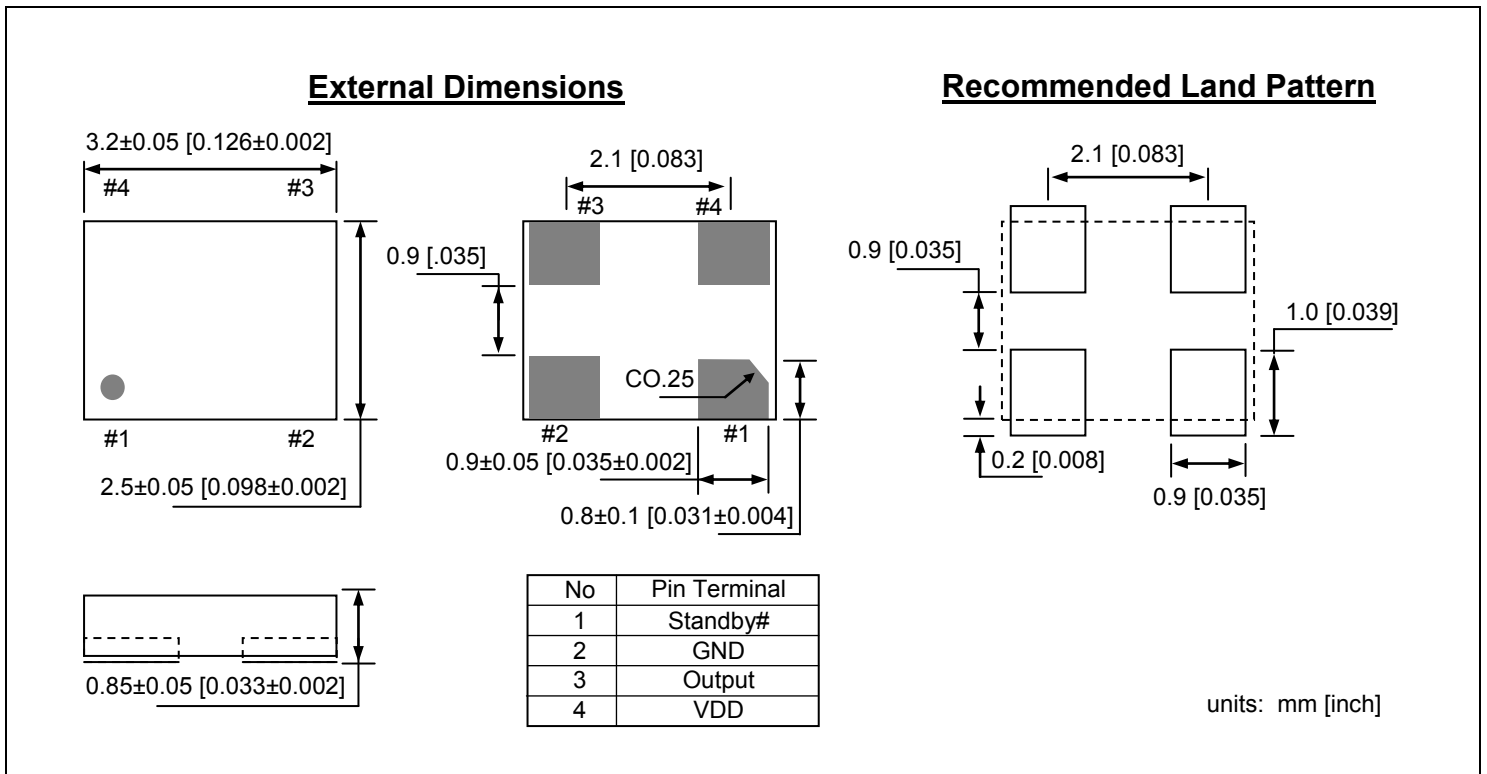 External Dimensions
Recommended Land Pattern
3.2±0.05 [0.126±0.002]
#4 #3
#1 #2
2.5±0.05 [0.098±0.002]
2.1 [0.083]
#3 #4
0.9 [.035]
CO.25
#2 #1
0.9±0.05 [0.035±0.002]
0.8±0.1 [0.031±0.004]
2.1 [0.083]
0.9 [0.035]
1.0 [0.039]
0.2 [0.008]
0.9 [0.035]
0.85±0.05 [0.033±0.002]
No Pin Terminal
1 Standby#
2 GND
3 Output
4 VDD
units: mm [inch]